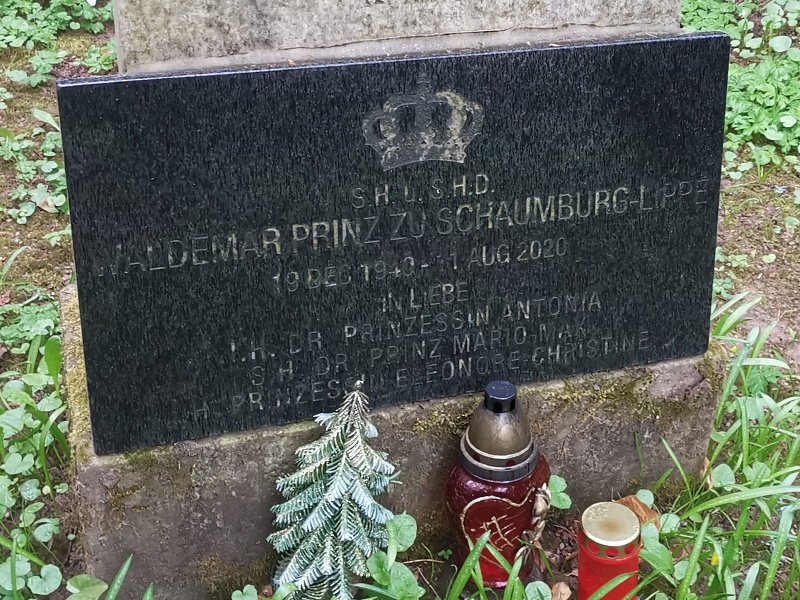 S.H. u. S.H.D.
WALDEMAR PRINZ ZU SCHAUMBURG-LIPPE
19 DEC 1940 - 11 AUG 2020
IN LIEBE
I.H. DR. PRINZESSIN ANTONIA
S.H. DR. PRINZ MARIO-MAX
H. PRINZESSIN ELEONORE-CHRISTINE